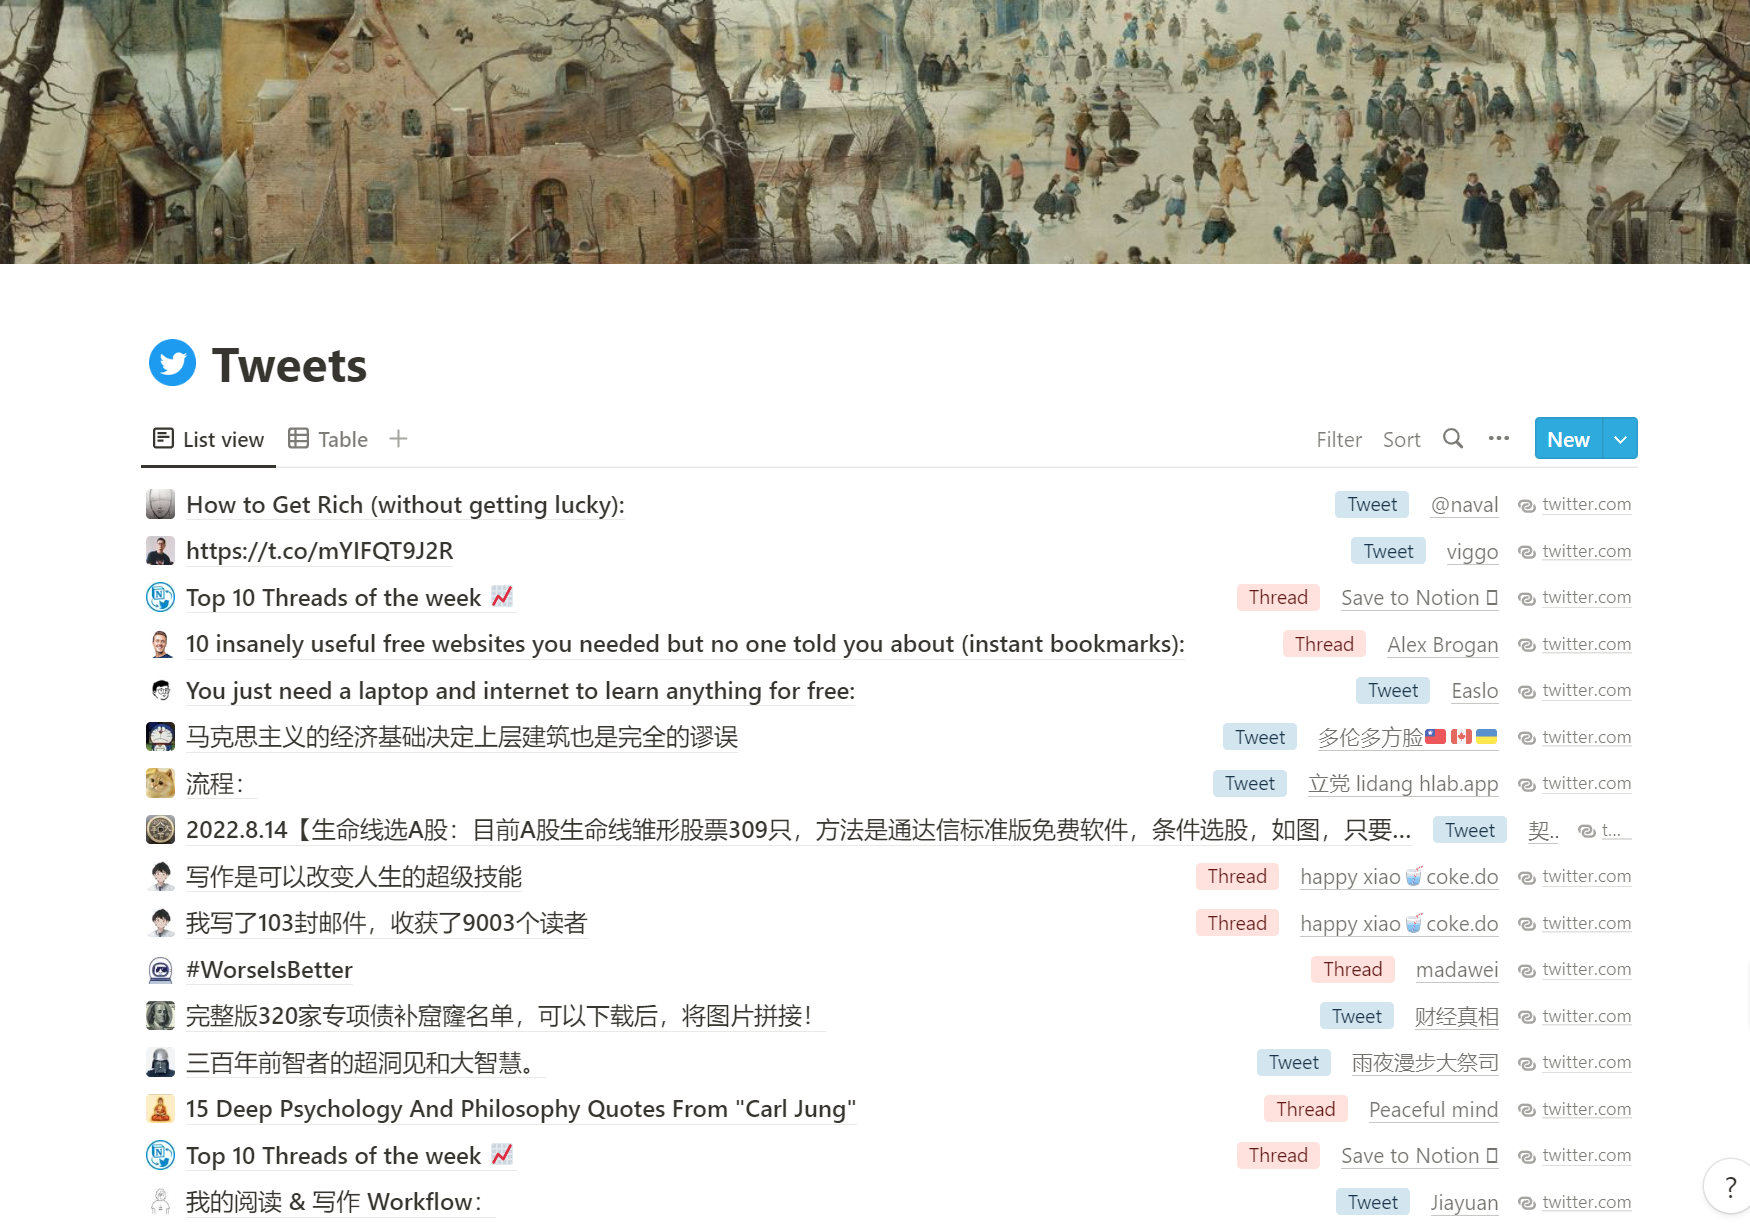 Tweets
List view Table
Filter Sort New
How to Get Rich (without getting lucky): Tweet @naval twitter.com
https://t.co/mYIFQT9J2R Tweet viggo twitter.com
Top 10 Threads of the week 📈 Thread Save to Notion twitter.com
10 insanely useful free websites you needed but no one told you about (instant bookmarks): Thread Alex Brogan twitter.com
You just need a laptop and internet to learn anything for free: Tweet Easlo twitter.com
马克思主义的经济基础决定上层建筑也是完全的谬误 Tweet 多伦多方脸🇹🇼🇨🇦🇺🇦 twitter.com
流程： Tweet 立党 lidang hlab.app twitter.com
2022.8.14【生命线选A股：目前A股生命线雏形股票309只，方法是通达信标准版免费软件，条件选股，如图，只要... Tweet 契.. t...
写作是可以改变人生的超级技能 Thread happy xiao🥤coke.do twitter.com
我写了103封邮件，收获了9003个读者 Thread happy xiao🥤coke.do twitter.com
#WorseIsBetter Thread madawei twitter.com
完整版320家专项债补窟窿名单，可以下载后，将图片拼接！ Tweet 财经真相 twitter.com
三百年前智者的超洞见和大智慧。 Tweet 雨夜漫步大祭司 twitter.com
15 Deep Psychology And Philosophy Quotes From "Carl Jung" Thread Peaceful mind twitter.com
Top 10 Threads of the week 📈 Thread Save to Notion twitter.com
我的阅读 & 写作 Workflow： Tweet Jiayuan twitter.com
?